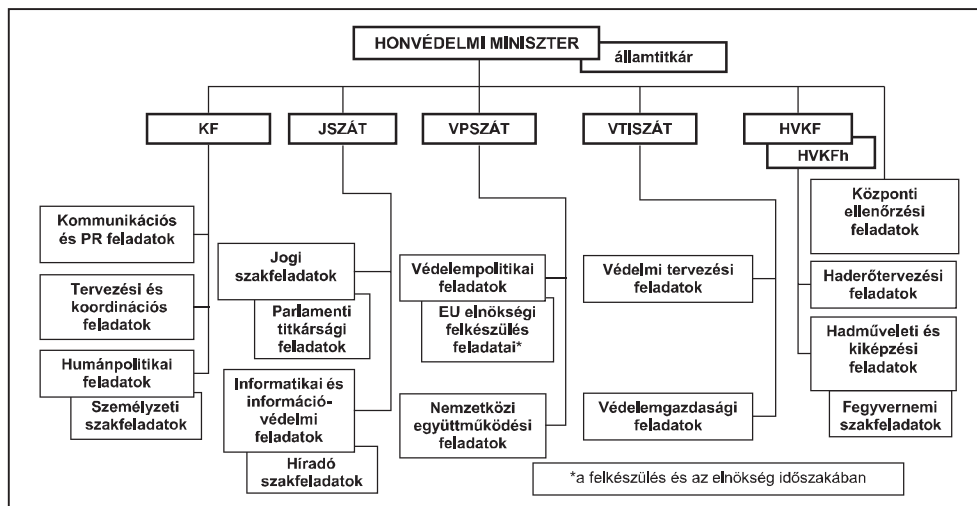 HONVÉDELMI MINISZTER
államtitkár
KF
JSZÁT
VPSZÁT
VTISZÁT
HVKF
HVKFh
Kommunikációs
és PR feladatok
Tervezési és
koordinációs
feladatok
Humánpolitikai
feladatok
Személyzeti
szakfeladatok
Jogi
szakfeladatok
Parlamenti
titkársági
feladatok
Informatikai és
információ-
védelmi
feladatok
Híradó
szakfeladatok
Védelempolitikai
feladatok
EU elnökségi
felkészülés
feladatai*
Nemzetközi
együttműködési
feladatok
Védelmi tervezési
feladatok
Védelemgazdasági
feladatok
Központi
ellenőrzési
feladatok
Haderőtervezési
feladatok
Hadműveleti és
kiképzési
feladatok
Fegyvernemi
szakfeladatok
*a felkészülés és az elnökség időszakában